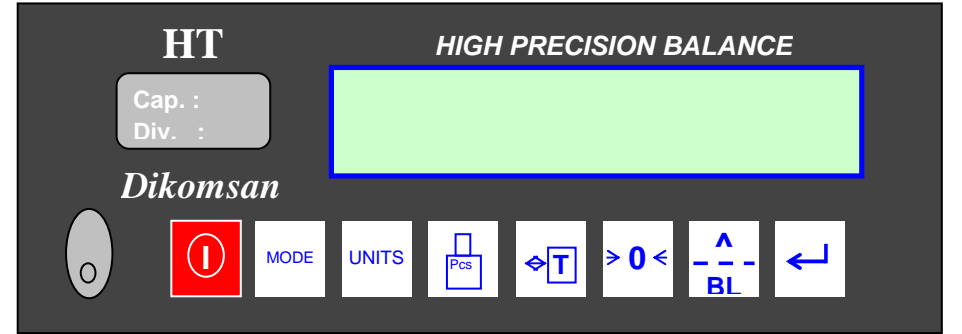 HT
HIGH PRECISION BALANCE
Cap. :
Div. :
Dikomsan
MODE
UNITS
Pcs
T
> 0 <
^
- - -
BL